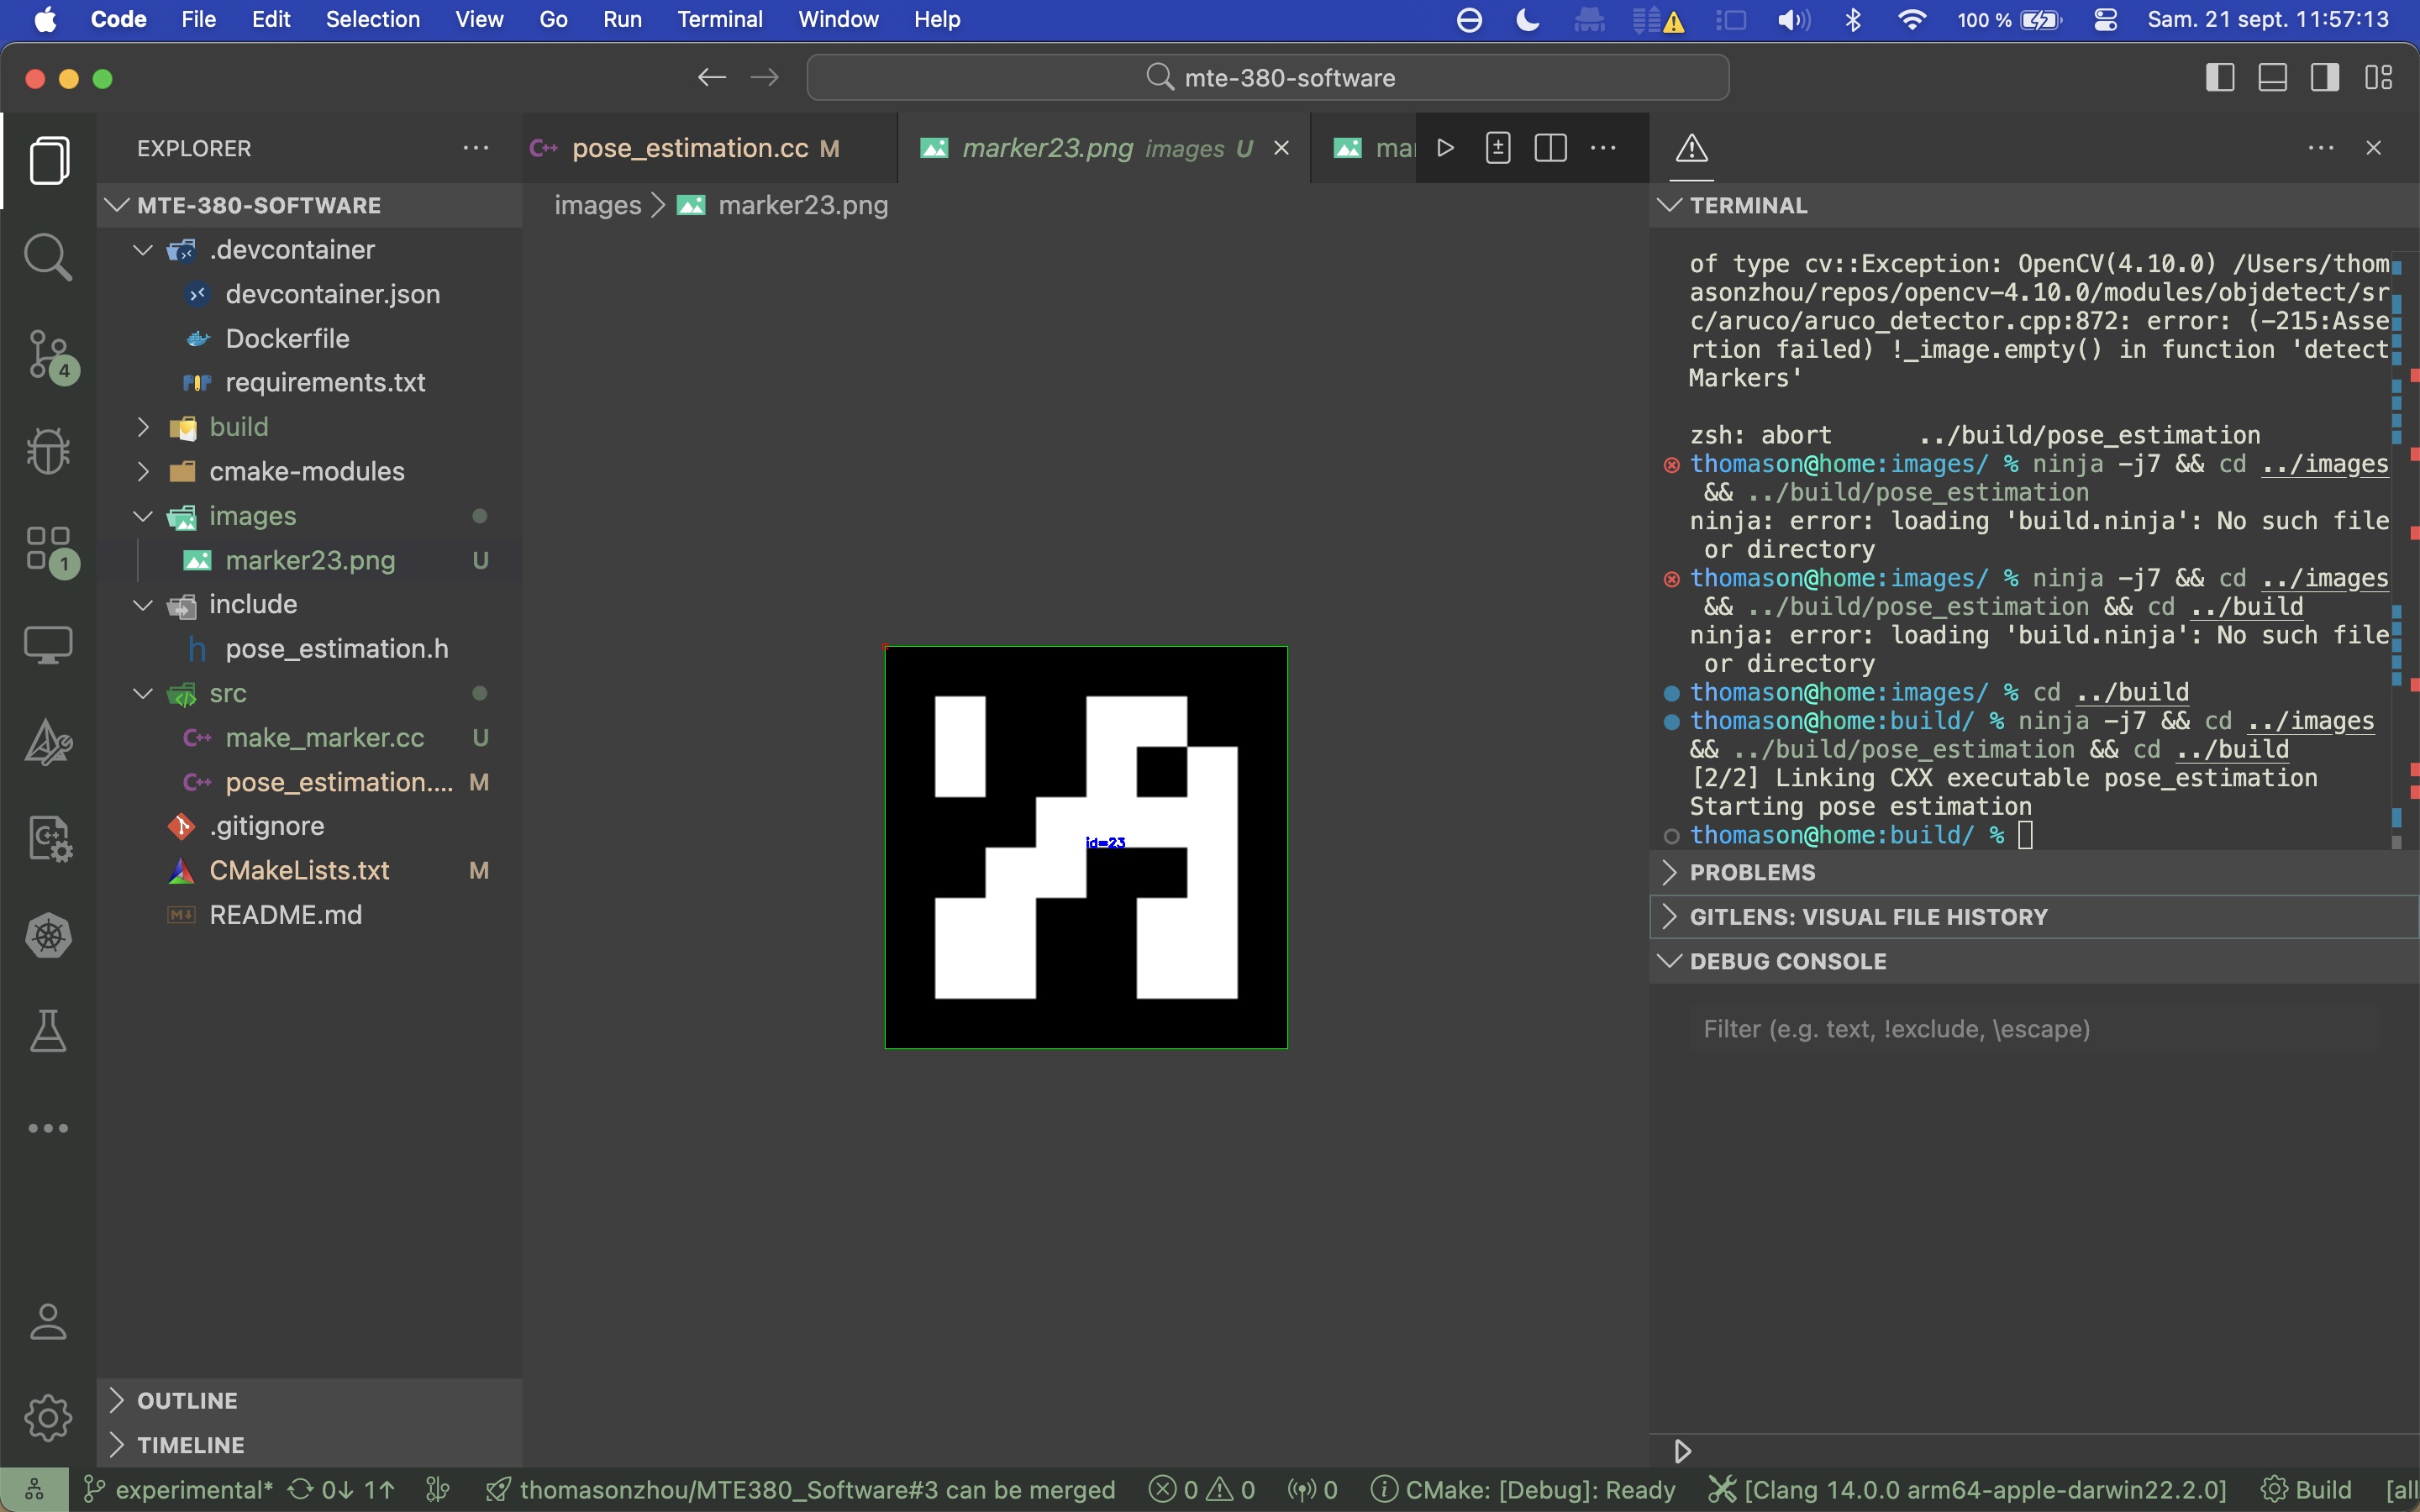 Code File Edit Selection View Go Run Terminal Window Help 100 % Sam. 21 sept. 11:57:13
mte-380-software
EXPLORER
MTE-380-SOFTWARE
.devcontainer
devcontainer.json
Dockerfile
requirements.txt
build
cmake-modules
images
marker23.png U
include
pose_estimation.h
src
make_marker.cc U
pose_estimation.... M
.gitignore
CMakeLists.txt M
README.md
OUTLINE
TIMELINE
4
1
pose_estimation.cc M
marker23.png images U
mar
images > marker23.png
id=23
TERMINAL
of type cv::Exception: OpenCV(4.10.0) /Users/thom
asonzhou/repos/opencv-4.10.0/modules/objdetect/sr
c/aruco/aruco_detector.cpp:872: error: (-215:Asse
rtion failed) !_image.empty() in function 'detect
Markers'
zsh: abort ../build/pose_estimation
thomason@home:images/ % ninja -j7 && cd ../images
&& ../build/pose_estimation
ninja: error: loading 'build.ninja': No such file
or directory
thomason@home:images/ % ninja -j7 && cd ../images
&& ../build/pose_estimation && cd ../build
ninja: error: loading 'build.ninja': No such file
or directory
thomason@home:images/ % cd ../build
thomason@home:build/ % ninja -j7 && cd ../images
&& ../build/pose_estimation && cd ../build
[2/2] Linking CXX executable pose_estimation
Starting pose estimation
thomason@home:build/ %
PROBLEMS
GITLENS: VISUAL FILE HISTORY
DEBUG CONSOLE
Filter (e.g. text, !exclude, \escape)
experimental* 0↓ 1↑ thomasonzhou/MTE380_Software#3 can be merged 0 0 0 CMake: [Debug]: Ready [Clang 14.0.0 arm64-apple-darwin22.2.0] Build [all